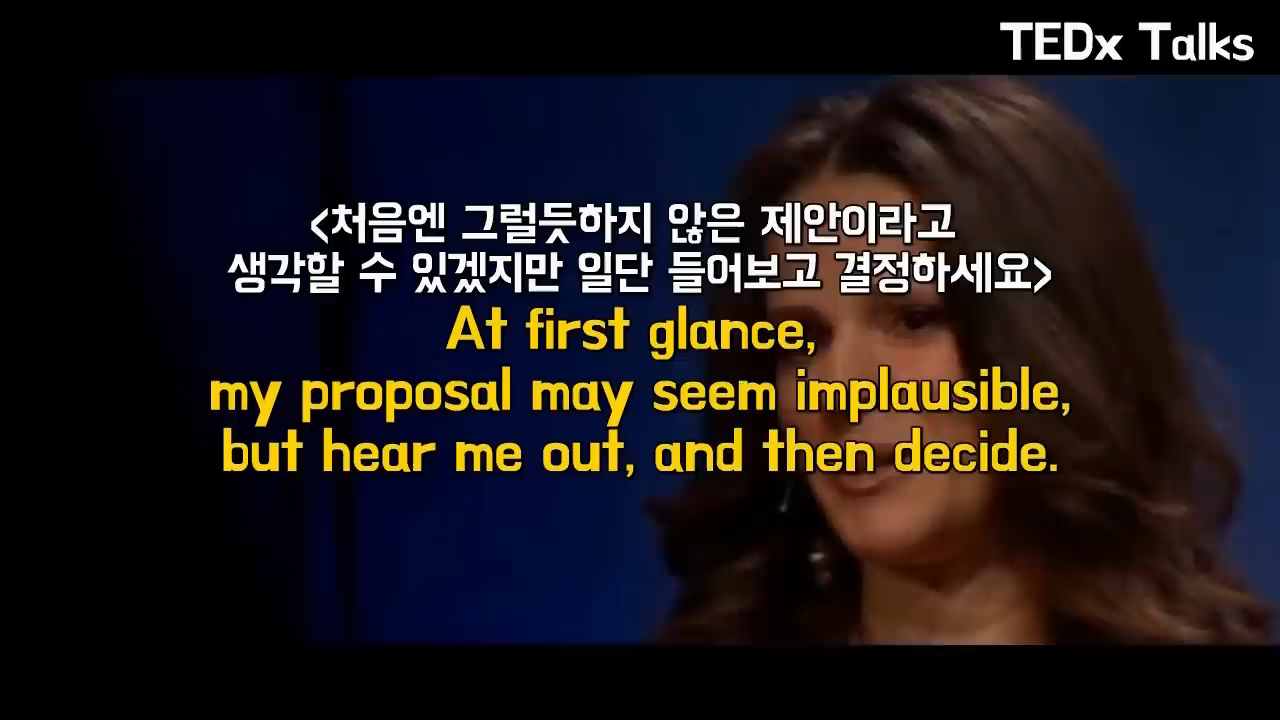 TEDx Talks
<처음엔 그럴듯하지 않은 제안이라고
생각할 수 있겠지만 일단 들어보고 결정하세요>
At first glance,
my proposal may seem implausible,
but hear me out, and then decide.